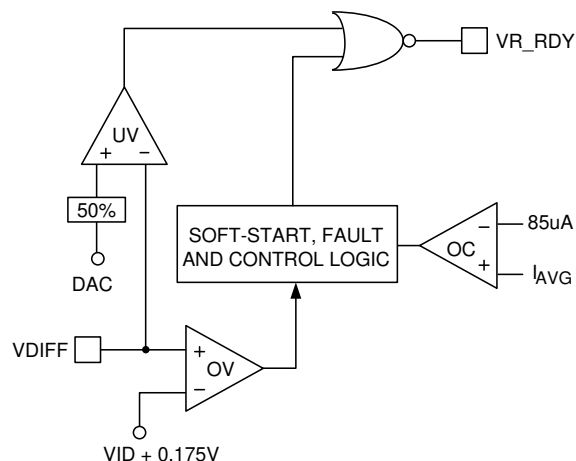 VR_RDY
UV
+ −
50%
DAC
SOFT-START, FAULT
AND CONTROL LOGIC
− 85uA
OC
+ IAVG
VDIFF
+
OV
−
VID + 0.175V